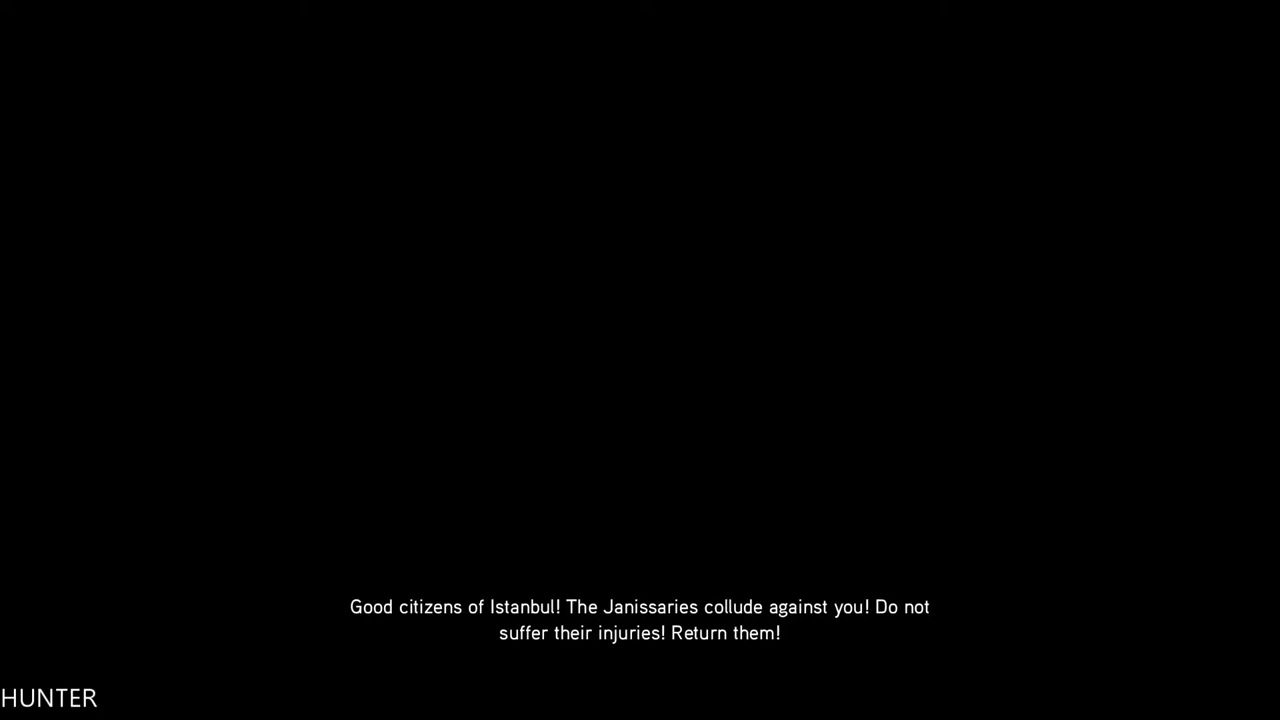 Good citizens of Istanbul! The Janissaries collude against you! Do not
suffer their injuries! Return them!
HUNTER